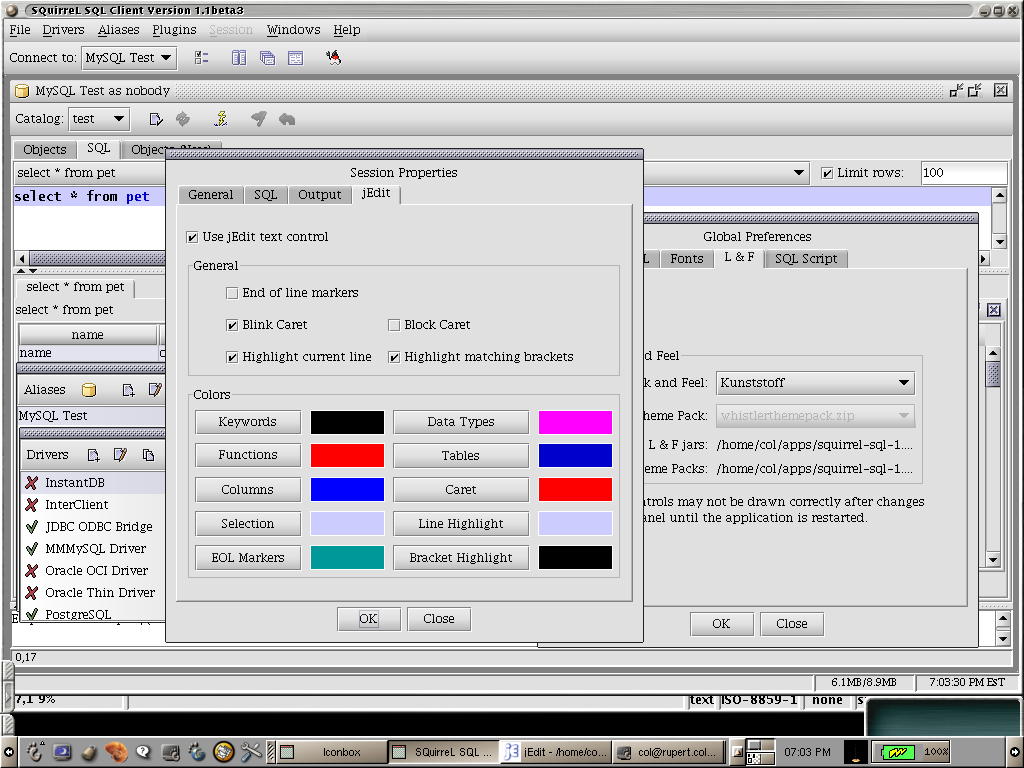 SQuirreL SQL Client Version 1.1beta3
File Drivers Aliases Plugins Session Windows Help
Connect to: MySQL Test
MySQL Test as nobody
Catalog: test
Objects SQL
select * from pet
Limit rows: 100
select * from pet
select * from pet
select * from pet
name
name
Aliases
MySQL Test
Drivers
InstantDB
InterClient
JDBC ODBC Bridge
MMMySQL Driver
Oracle OCI Driver
Oracle Thin Driver
PostgreSQL
Session Properties
General SQL Output jEdit
Use jEdit text control
General
End of line markers
Blink Caret Block Caret
Highlight current line Highlight matching brackets
Colors
Keywords Data Types
Functions Tables
Columns Caret
Selection Line Highlight
EOL Markers Bracket Highlight
OK Close
Global Preferences
L Fonts L & F SQL Script
d Feel
k and Feel: Kunststoff
heme Pack: whistlerthemepack.zip
L & F jars: /home/col/apps/squirrel-sql-1....
eme Packs: /home/col/apps/squirrel-sql-1....
ntrols may not be drawn correctly after changes
anel until the application is restarted.
OK Close
0,17
6.1MB/8.9MB 7:03:30 PM EST
7,1 9% text ISO-8859-1 none
Iconbox SQuirreL SQL ... jEdit - /home/co... col@rupert.col... 07:03 PM 100%